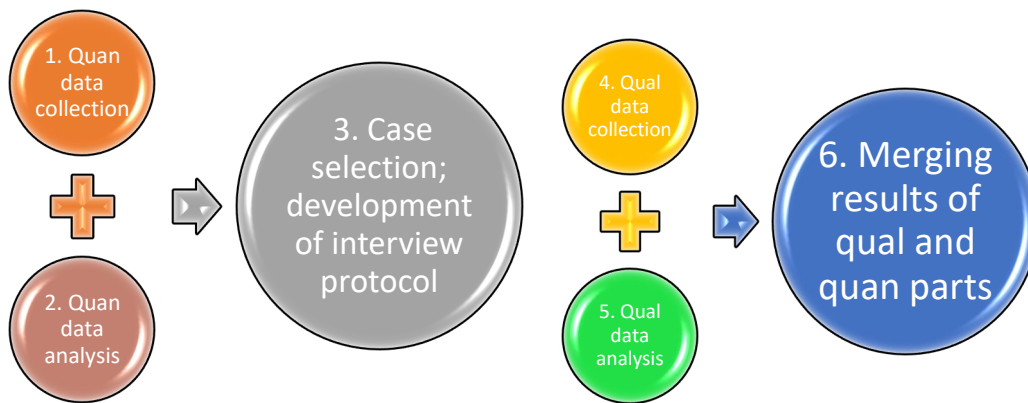 1. Quan
data
collection
2. Quan
data
analysis
3. Case
selection;
development
of interview
protocol
4. Qual
data
collection
5. Qual
data
analysis
6. Merging
results of
qual and
quan parts